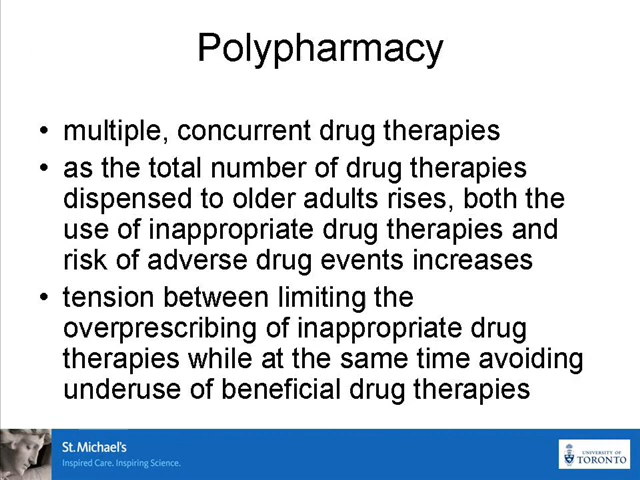 Polypharmacy
• multiple, concurrent drug therapies
• as the total number of drug therapies
dispensed to older adults rises, both the
use of inappropriate drug therapies and
risk of adverse drug events increases
• tension between limiting the
overprescribing of inappropriate drug
therapies while at the same time avoiding
underuse of beneficial drug therapies
St. Michael's
Inspired Care. Inspiring Science.
UNIVERSITY OF
TORONTO